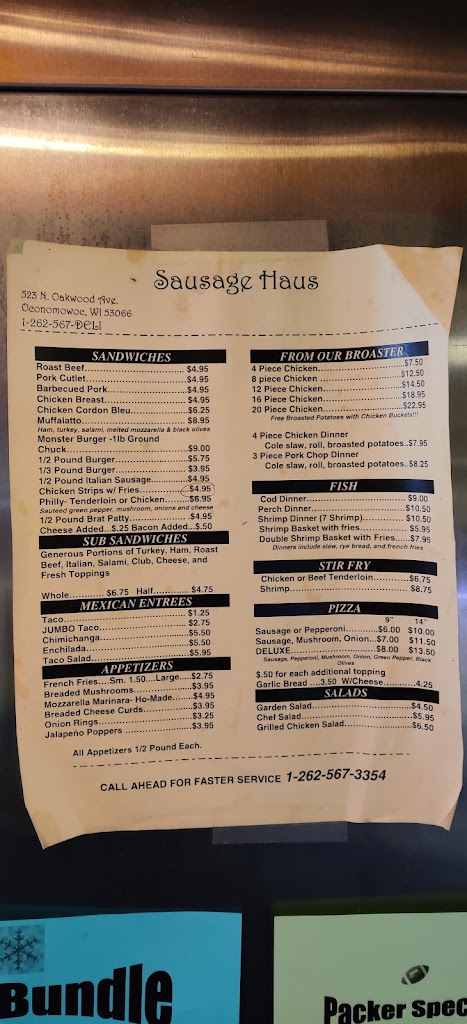 Sausage Haus
523 N. Oakwood Ave.
Oconomowoc, WI 53066
1-262-567-DELI
SANDWICHES
Roast Beef...$4.95
Pork Cutlet...$4.95
Barbecued Pork...$4.95
Chicken Breast...$4.95
Chicken Cordon Bleu...$6.25
Muffalatto...$8.95
Ham, turkey, salami, melted mozzarella & black olives
Monster Burger -1lb Ground
Chuck...$9.00
1/2 Pound Burger...$5.75
1/3 Pound Burger...$3.95
1/2 Pound Italian Sausage...$4.95
Chicken Strips w/ Fries...$4.95
Philly- Tenderloin or Chicken...$6.95
Sauteed green pepper, mushroom, onions and cheese
1/2 Pound Brat Patty...$4.95
Cheese Added...$.25 Bacon Added...$.50
SUB SANDWICHES
Generous Portions of Turkey, Ham, Roast
Beef, Italian, Salami, Club, Cheese, and
Fresh Toppings
Whole...$6.75 Half...$4.75
MEXICAN ENTREES
Taco...$1.25
JUMBO Taco...$2.75
Chimichanga...$5.50
Enchilada...$5.50
Taco Salad...$5.95
APPETIZERS
French Fries...Sm. 1.50....Large...$2.75
Breaded Mushrooms...$3.95
Mozzarella Marinara- Ho-Made...$4.95
Breaded Cheese Curds...$3.95
Onion Rings...$3.25
Jalapeño Poppers...$3.95
All Appetizers 1/2 Pound Each.
FROM OUR BROASTER
4 Piece Chicken...$7.50
8 piece Chicken...$12.50
12 Piece Chicken...$14.50
16 Piece Chicken...$18.95
20 Piece Chicken...$22.95
Free Broasted Potatoes with Chicken Buckets!!!
4 Piece Chicken Dinner
Cole slaw, roll, broasted potatoes..$7.95
3 Piece Pork Chop Dinner
Cole slaw, roll, broasted potatoes..$8.25
FISH
Cod Dinner...$9.00
Perch Dinner...$10.50
Shrimp Dinner (7 Shrimp)...$10.50
Shrimp Basket with fries...$5.95
Double Shrimp Basket with Fries.....$7.95
Dinners include slaw, rye bread, and french fries
STIR FRY
Chicken or Beef Tenderloin...$6.75
Shrimp...$8.75
PIZZA
9" 14"
Sausage or Pepperoni...$6.00 $10.00
Sausage, Mushroom, Onion...$7.00 $11.50
DELUXE...$8.00 $13.50
Sausage, Pepperoni, Mushroom, Onion, Green Pepper, Black
Olives
$.50 for each additional topping
Garlic Bread ....3.50 W/Cheese...4.25
SALADS
Garden Salad...$4.50
Chef Salad...$5.95
Grilled Chicken Salad...$6.50
CALL AHEAD FOR FASTER SERVICE 1-262-567-3354
Bundle
Packer Spec